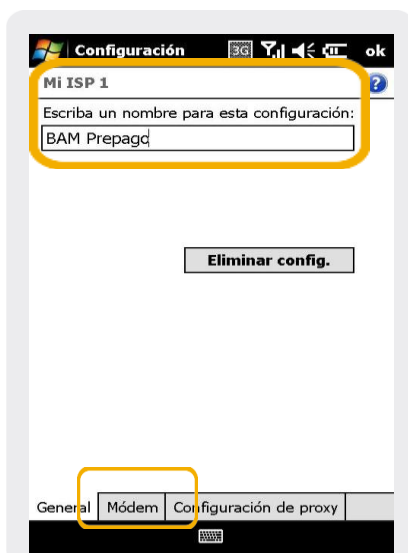 Configuración 3G ok
Mi ISP 1
Escriba un nombre para esta configuración:
BAM Prepago
Eliminar config.
General Módem Configuración de proxy